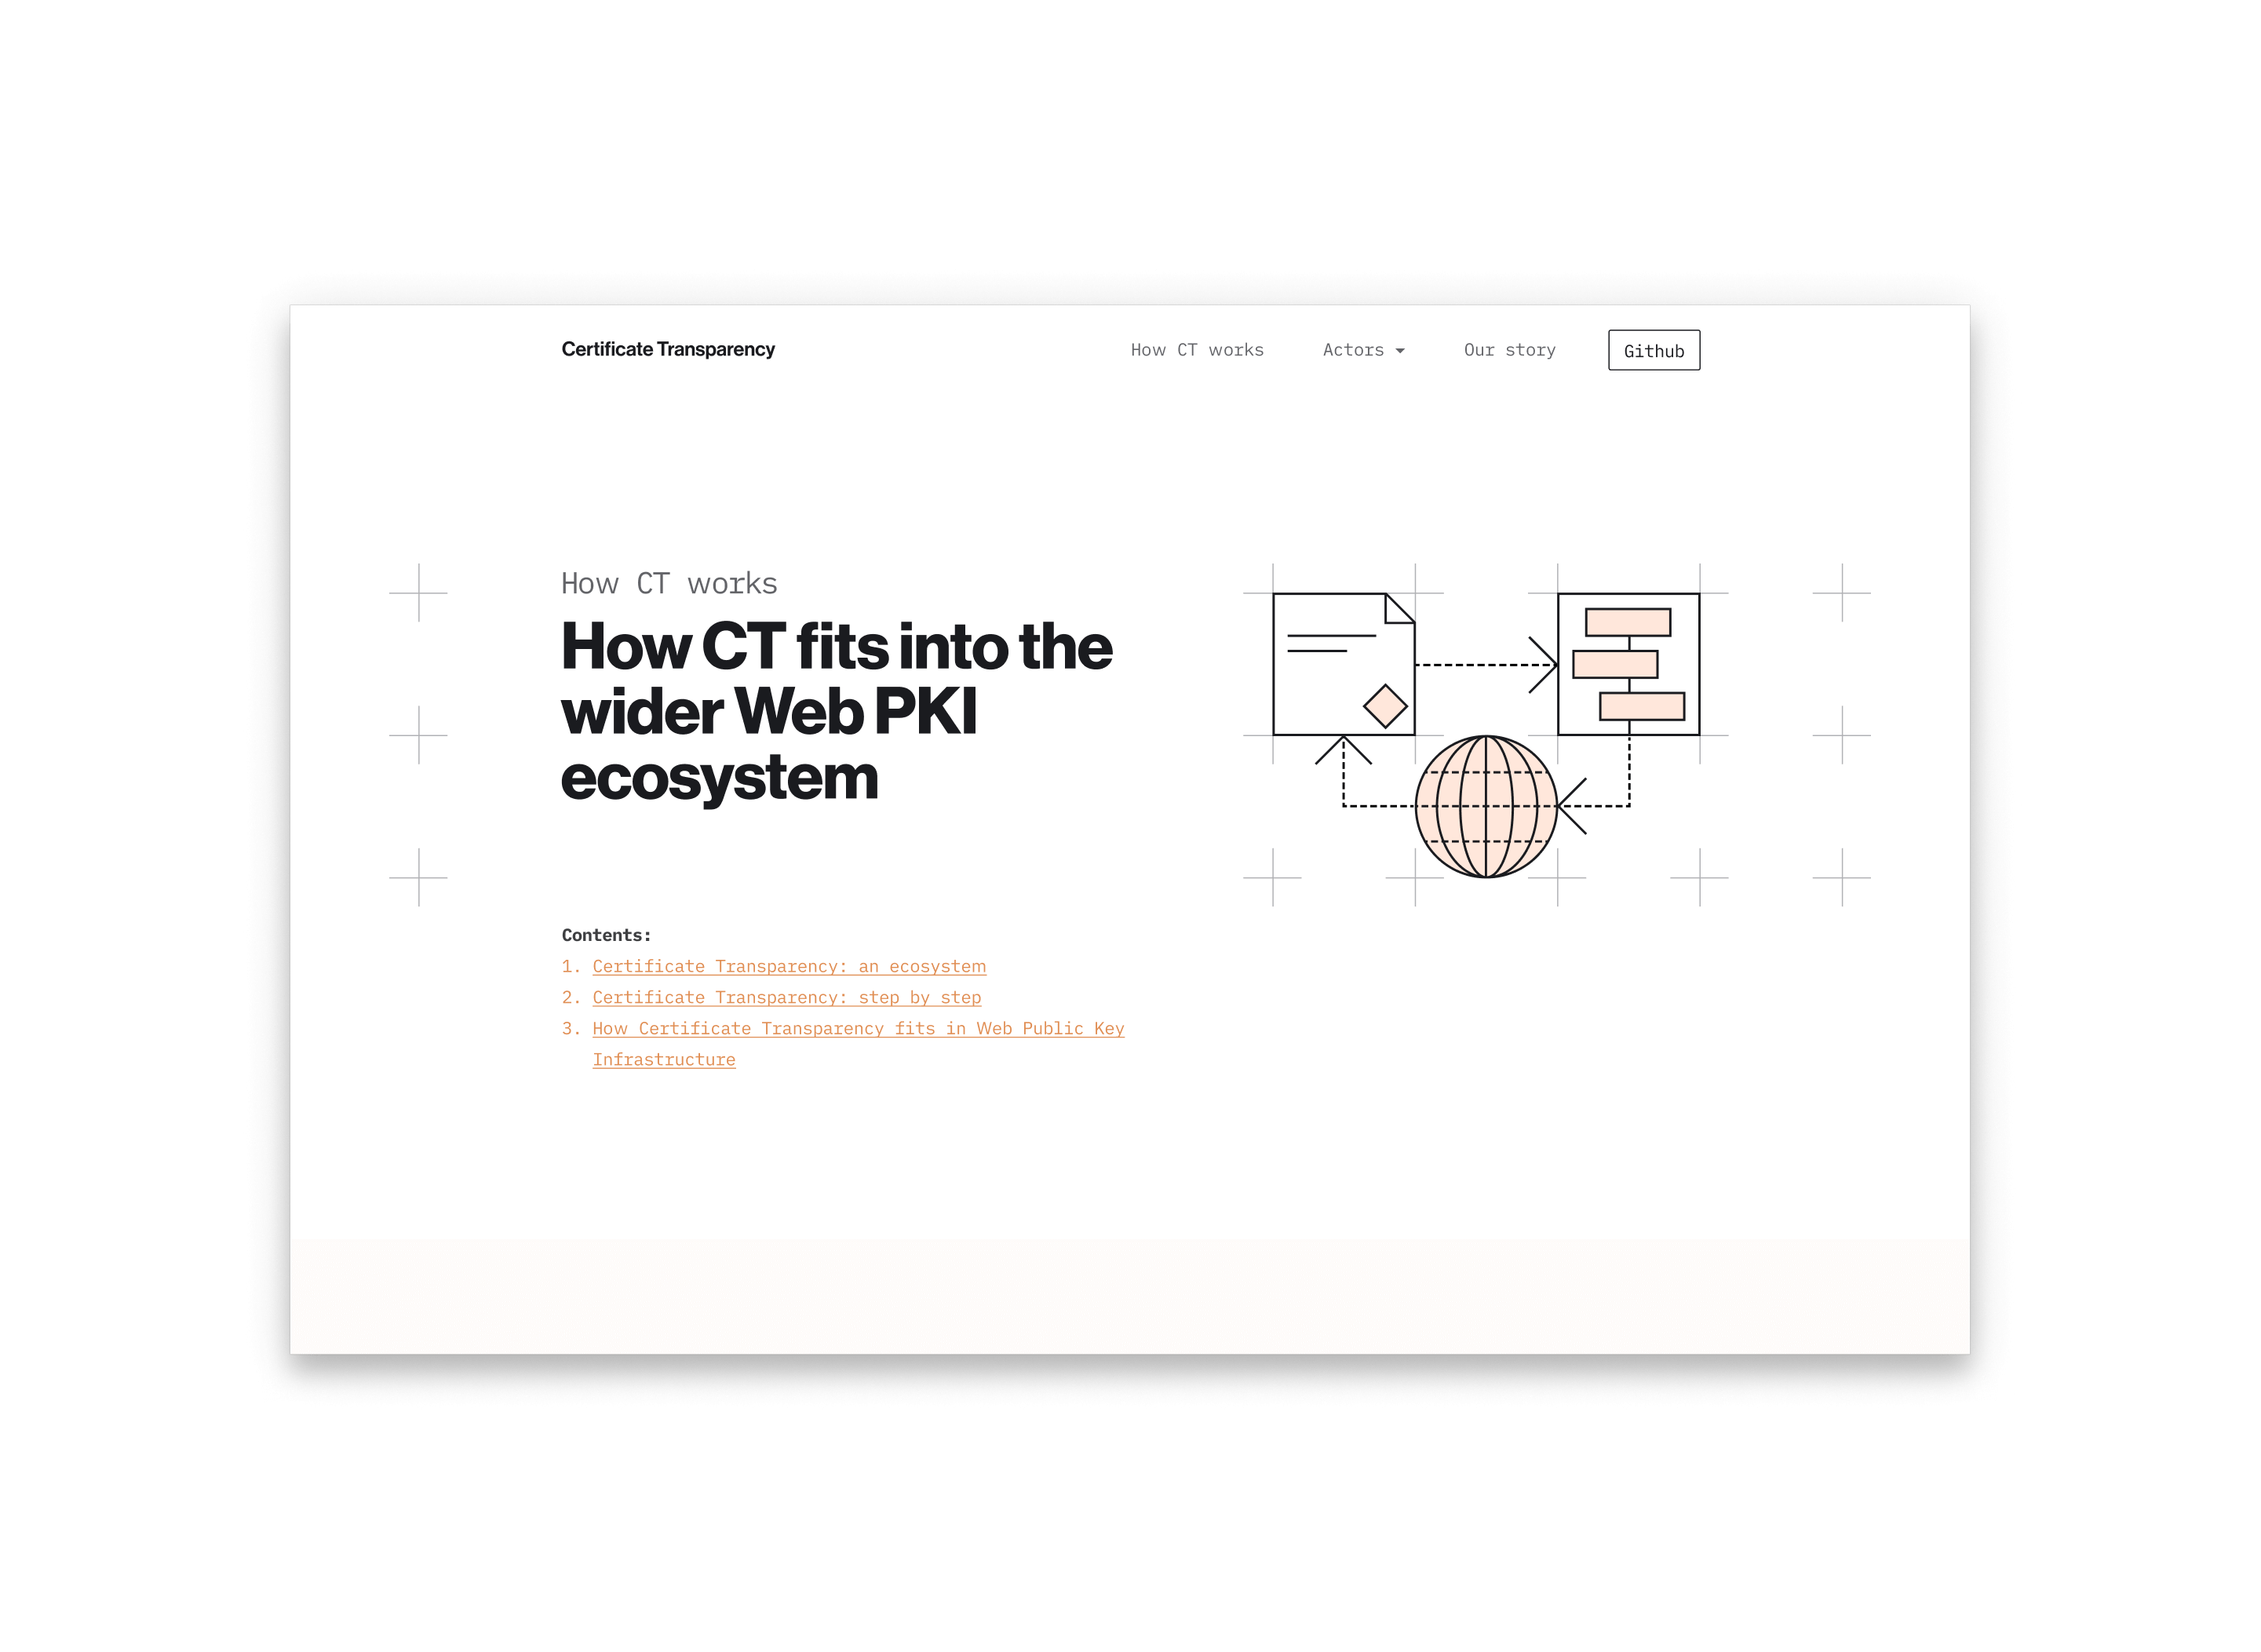 Certificate Transparency
How CT works
Actors
Our story
Github
How CT works
How CT fits into the
wider Web PKI
ecosystem
Contents:
1. Certificate Transparency: an ecosystem
2. Certificate Transparency: step by step
3. How Certificate Transparency fits in Web Public Key
Infrastructure